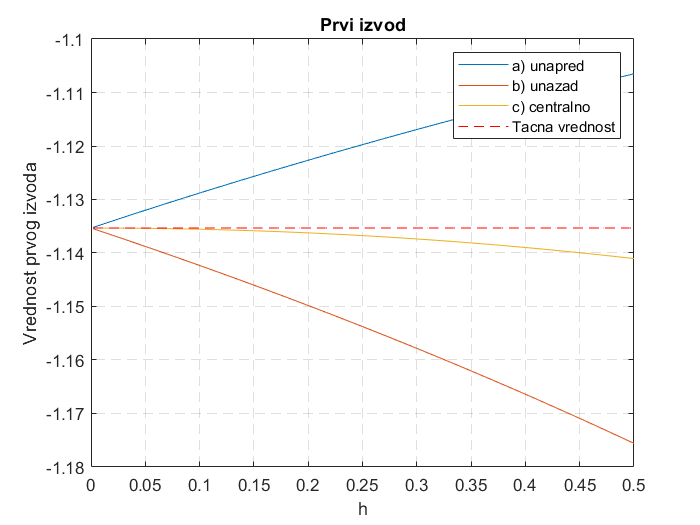 Prvi izvod
-1.1
-1.11
-1.12
-1.13
-1.14
-1.15
-1.16
-1.17
-1.18
Vrednost prvog izvoda
a) unapred
b) unazad
c) centralno
Tacna vrednost
0 0.05 0.1 0.15 0.2 0.25 0.3 0.35 0.4 0.45 0.5
h